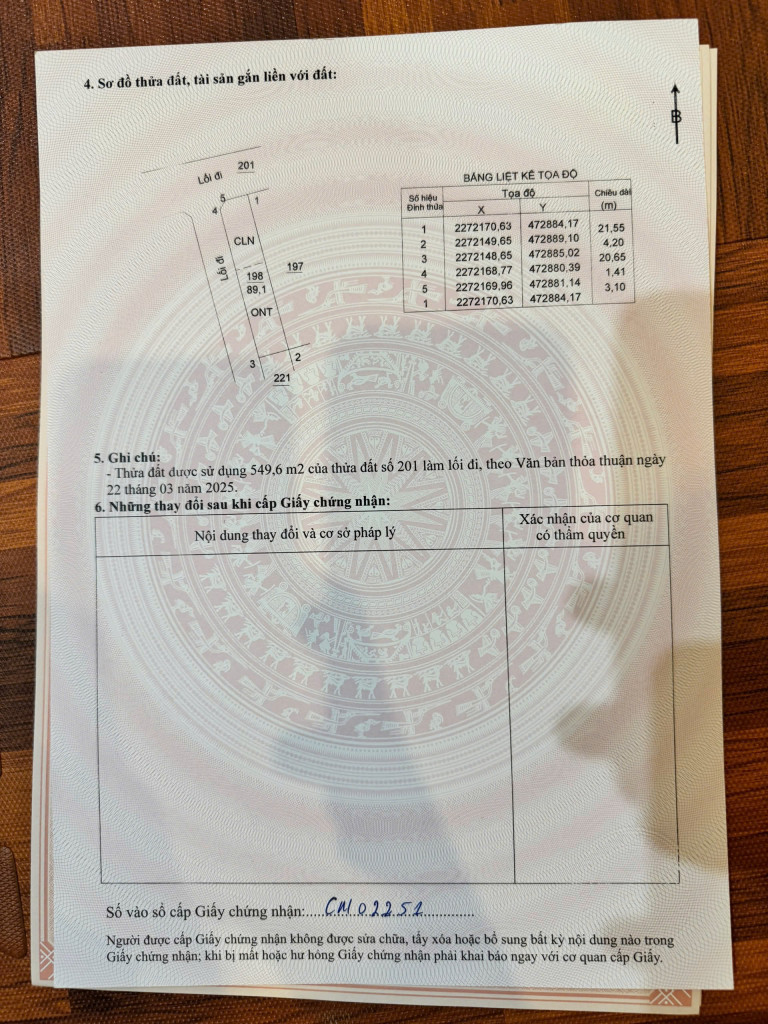 4. Sơ đồ thửa đất, tài sản gắn liền với đất:
B
Lối đi 201
5 1
4
CLN
Lối đi
198 197
89,1
ONT
3 2
221
BẢNG LIỆT KÊ TỌA ĐỘ
Số hiệu Đỉnh thửa Tọa độ Chiều dài (m)
X Y
1 2272170,63 472884,17
21,55
2 2272149,65 472889,10
4,20
3 2272148,65 472885,02
20,65
4 2272168,77 472880,39
1,41
5 2272169,96 472881,14
3,10
1 2272170,63 472884,17
5. Ghi chú:
- Thửa đất được sử dụng 549,6 m2 của thửa đất số 201 làm lối đi, theo Văn bản thỏa thuận ngày
22 tháng 03 năm 2025.
6. Những thay đổi sau khi cấp Giấy chứng nhận:
Nội dung thay đổi và cơ sở pháp lý
Xác nhận của cơ quan
có thẩm quyền
Số vào sổ cấp Giấy chứng nhận:.....CM02251.............
Người được cấp Giấy chứng nhận không được sửa chữa, tẩy xóa hoặc bổ sung bất kỳ nội dung nào trong
Giấy chứng nhận; khi bị mất hoặc hư hỏng Giấy chứng nhận phải khai báo ngay với cơ quan cấp Giấy.